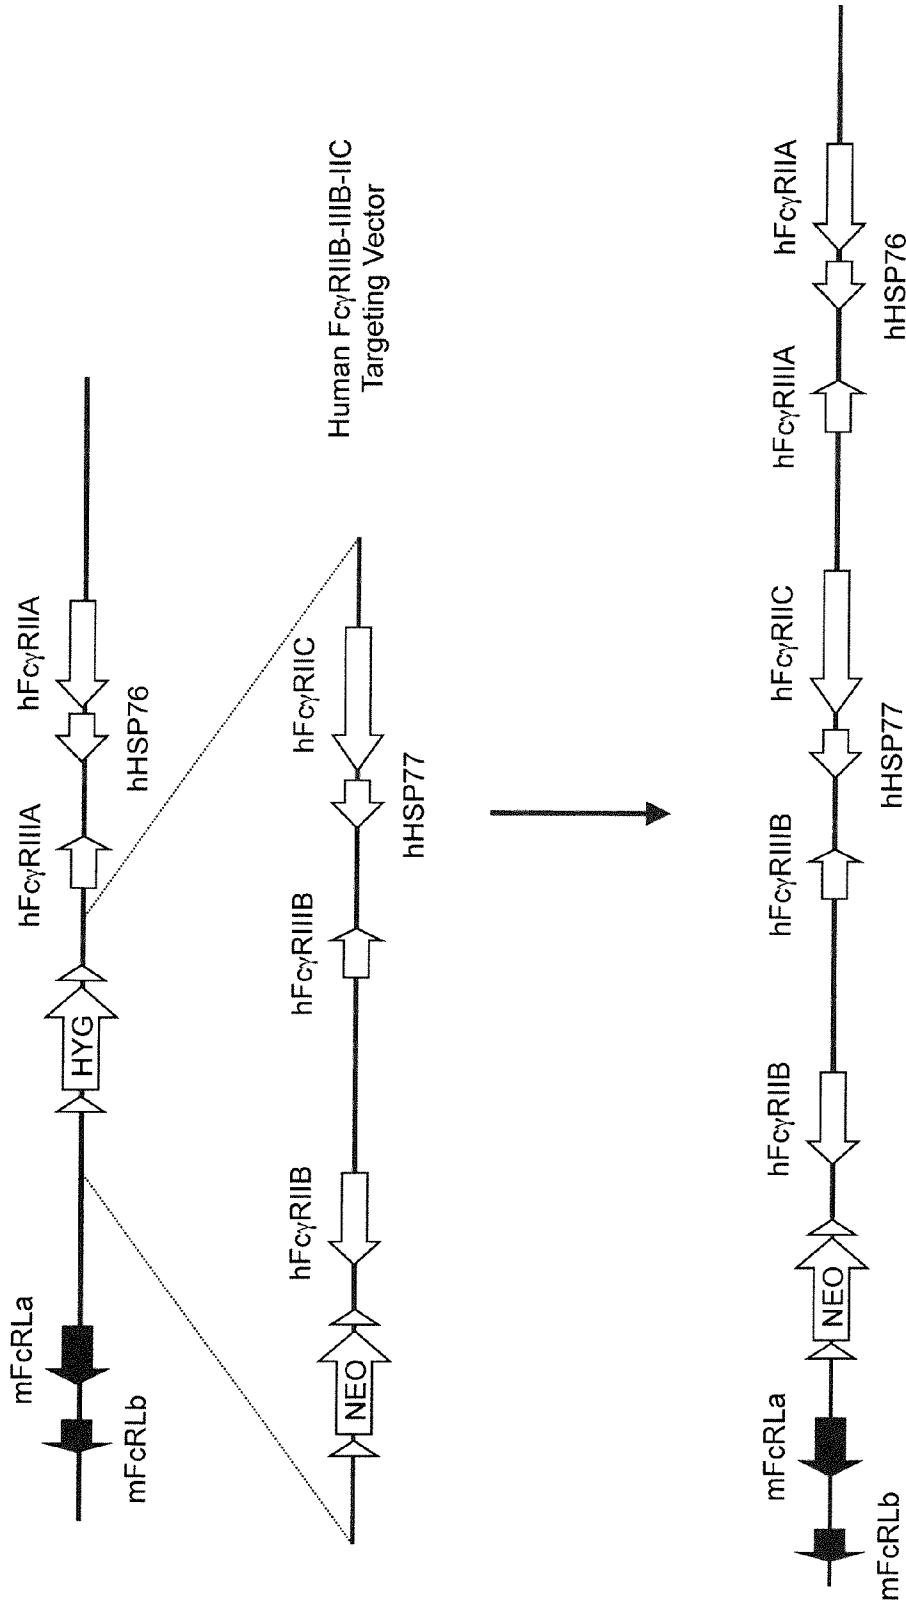 mFcRLa
mFcRLb
HYG
hFcγRIIIA
hHSP76
hFcγRIIA
NEO
hFcγRIIB
hFcγRIIIB
hHSP77
hFcγRIIC
Human FcγRIIB-IIIB-IIC
Targeting Vector
mFcRLb
mFcRLa
NEO
hFcγRIIB
hFcγRIIIB
hHSP77
hFcγRIIC
hFcγRIIIA
hHSP76
hFcγRIIA